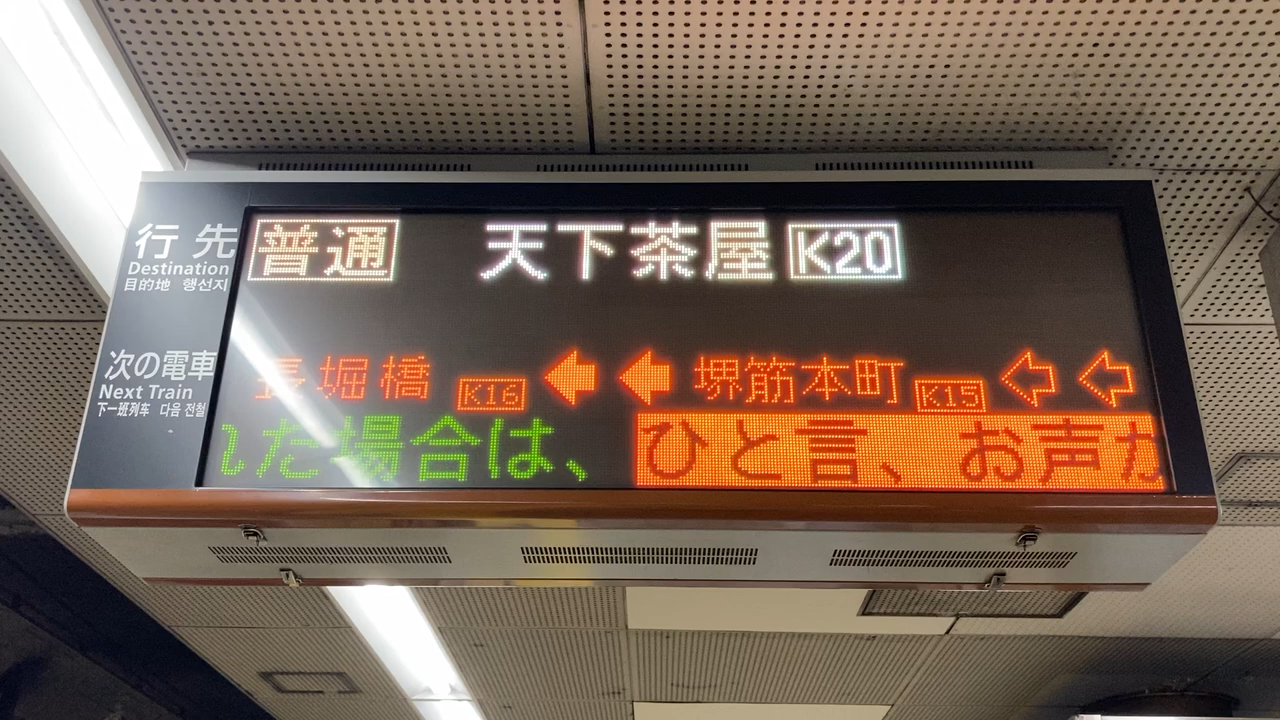 行先 普通 天下茶屋 K20
Destination
目的地 행선지
次の電車 長堀橋 K16 堺筋本町 K15
Next Train
下一班列车 다음 전철
た場合は、 ひと言、お声